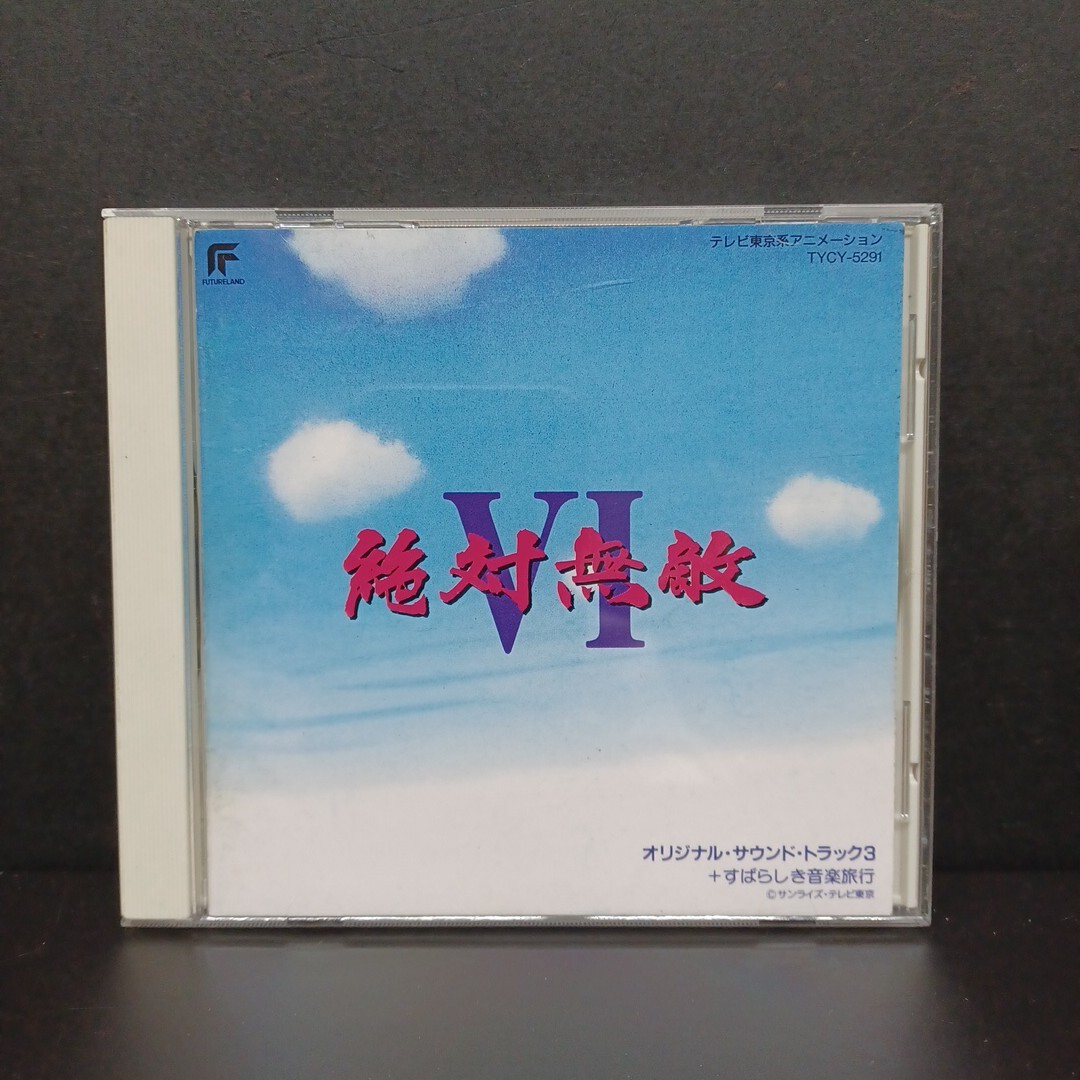 FUTURELAND
テレビ東京系アニメーション
TYCY-5291
VI
絶対無敵
オリジナル・サウンド・トラック3
+すばらしき音楽旅行
©サンライズ・テレビ東京